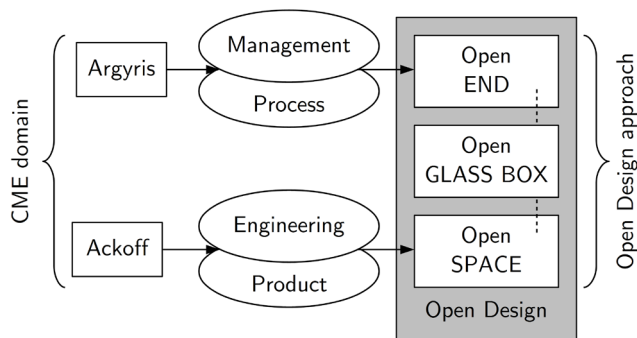 CME domain
Argyris
Management
Process
Open
END
Open
GLASS BOX
Ackoff
Engineering
Product
Open
SPACE
Open Design
Open Design approach